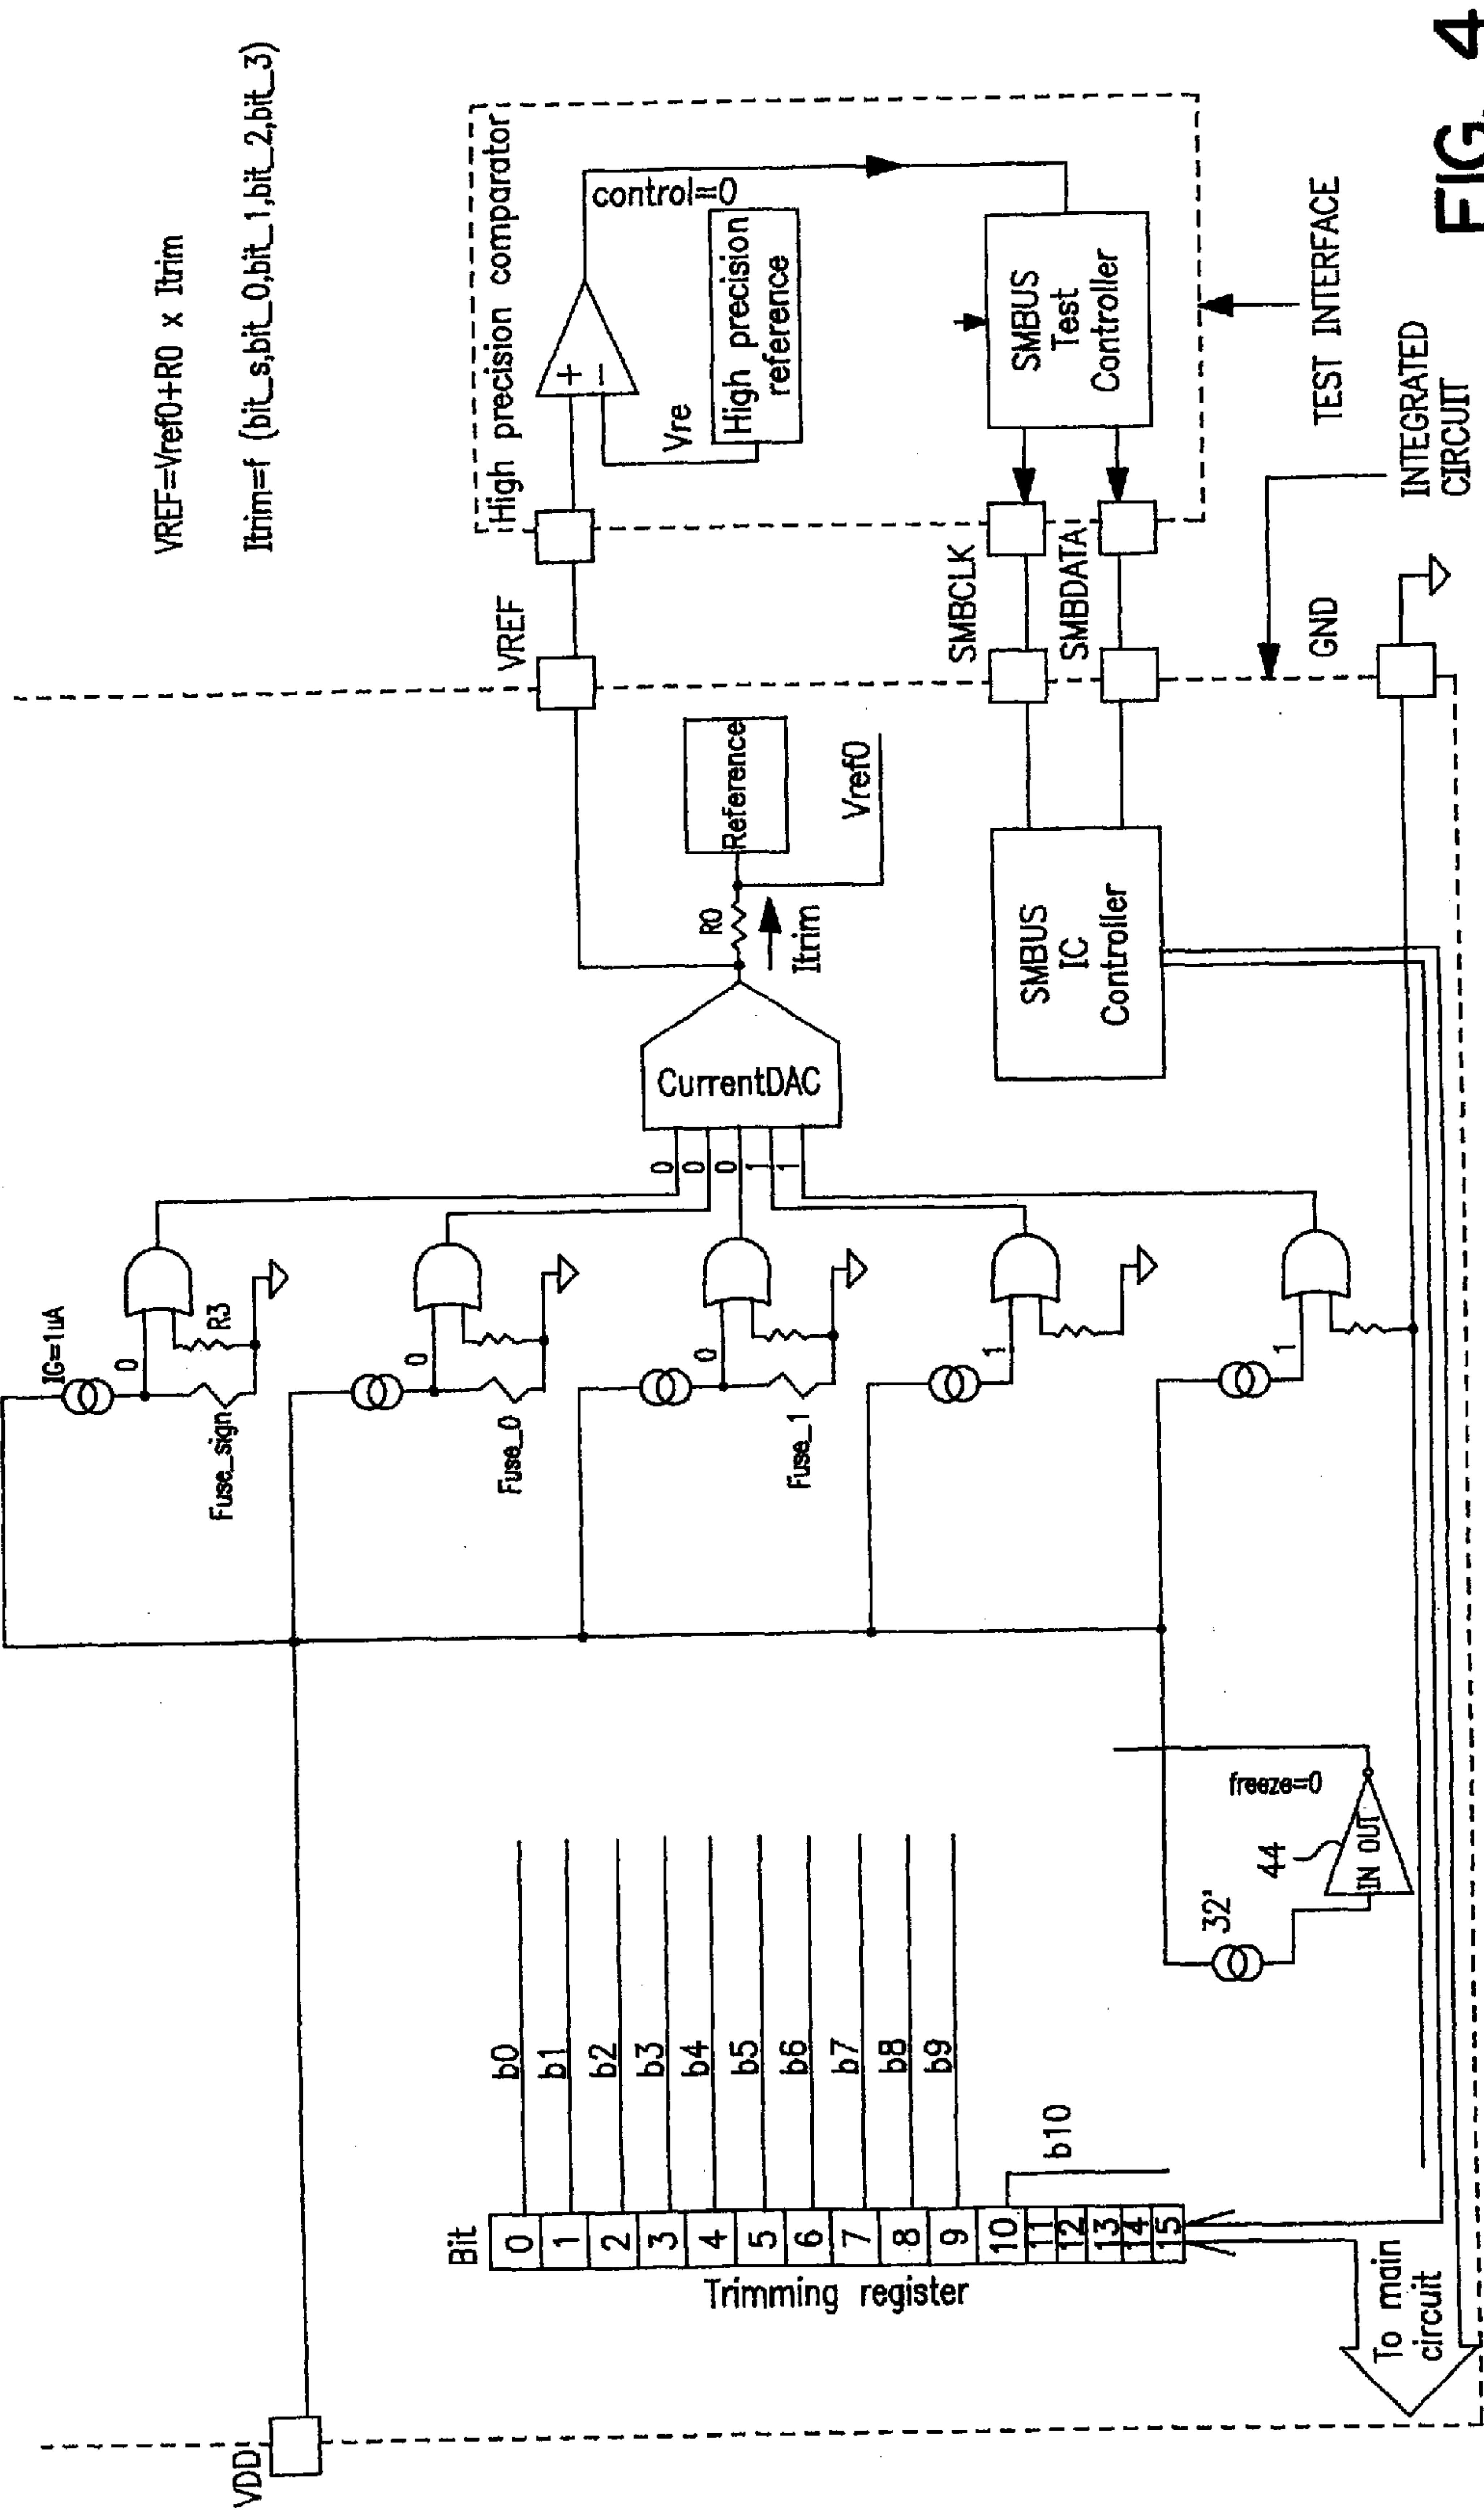 VREF=Vref0+R0 x Itrim
Itrim=f (bit_s,bit_0,bit_1,bit_2,bit_3)
VDD
IG=1uA
0
R3
Fuse_sign
0
Fuse_0
0
Fuse_1
1
1
0
0
0
1
1
CurrentDAC
R0
Itrim
Reference
Vref0
VREF
High precision comparator
+
−
control=0
Vre
High precision
reference
SMBUS
Test
Controller
SMBCLK
SMBDATA
SMBUS
IC
Controller
TEST INTERFACE
INTEGRATED
CIRCUIT
GND
Bit
0
1
2
3
4
5
6
7
8
9
10
11
12
13
14
15
b0
b1
b2
b3
b4
b5
b6
b7
b8
b9
b10
Trimming register
32'
44
IN OUT
freeze=0
To main
circuit
FIG. 4